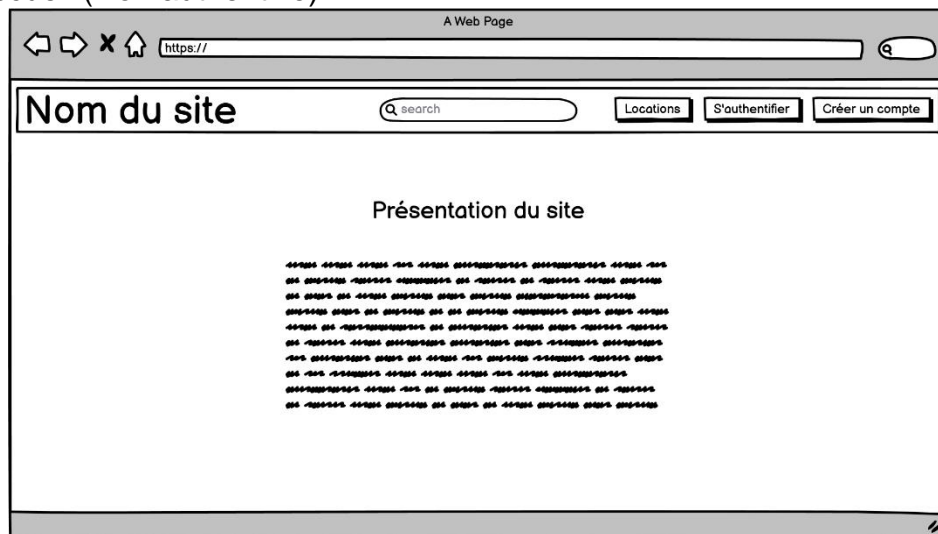 A Web Page
https://
Nom du site
search
Locations
S'authentifier
Créer un compte
Présentation du site